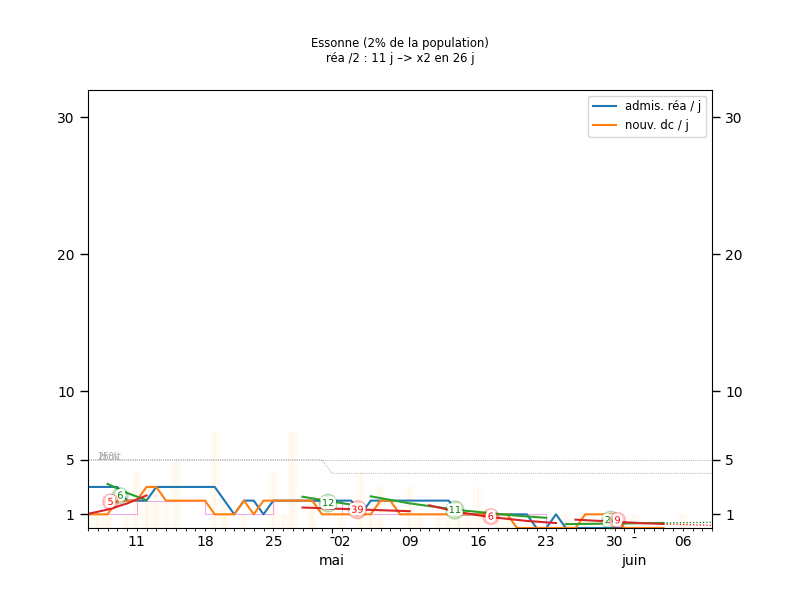 Essonne (2% de la population)
réa /2 : 11 j –> x2 en 26 j
admis. réa / j
nouv. dc / j
30 30
20 20
10 10
5 5
1 1
5 6 12 39 11 6 9
11 18 25 02 09 16 23 30 06
mai juin